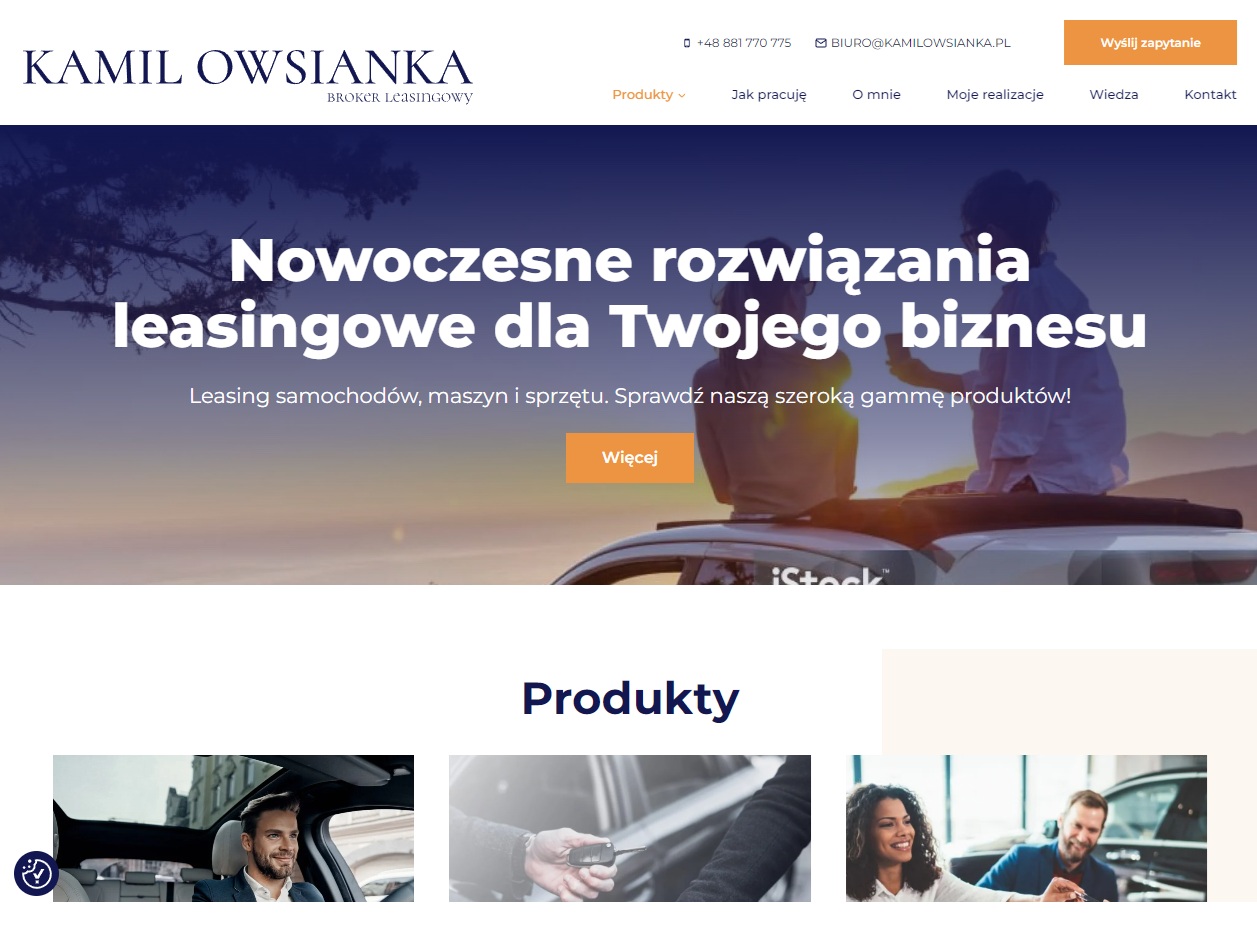 KAMIL OWSIANKA
BROKER LEASINGOWY
+48 881 770 775
BIURO@KAMILOWSIANKA.PL
Wyślij zapytanie
Produkty
Jak pracuję
O mnie
Moje realizacje
Wiedza
Kontakt
Nowoczesne rozwiązania
leasingowe dla Twojego biznesu
Leasing samochodów, maszyn i sprzętu. Sprawdź naszą szeroką gammę produktów!
Więcej
iStock™
Produkty